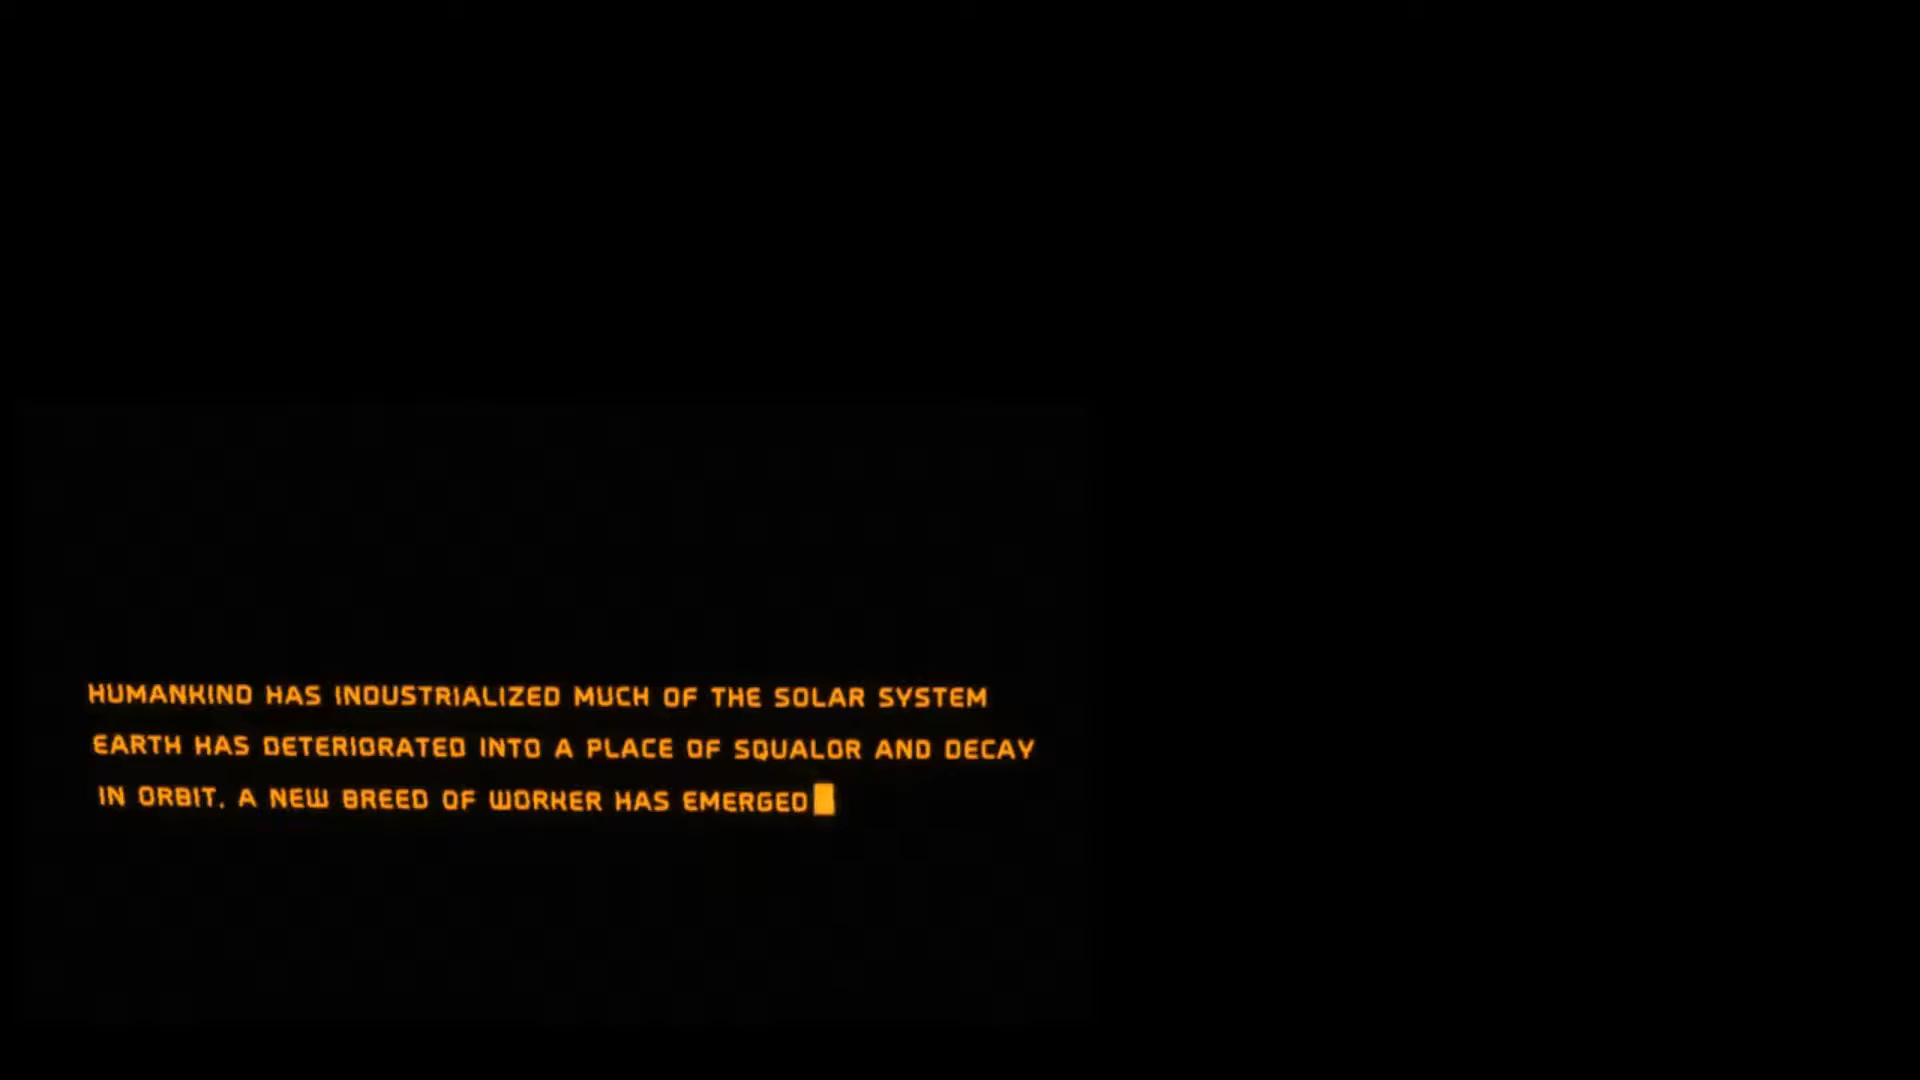 HUMANKIND HAS INDUSTRIALIZED MUCH OF THE SOLAR SYSTEM
EARTH HAS DETERIORATED INTO A PLACE OF SQUALOR AND DECAY
IN ORBIT, A NEW BREED OF WORKER HAS EMERGED